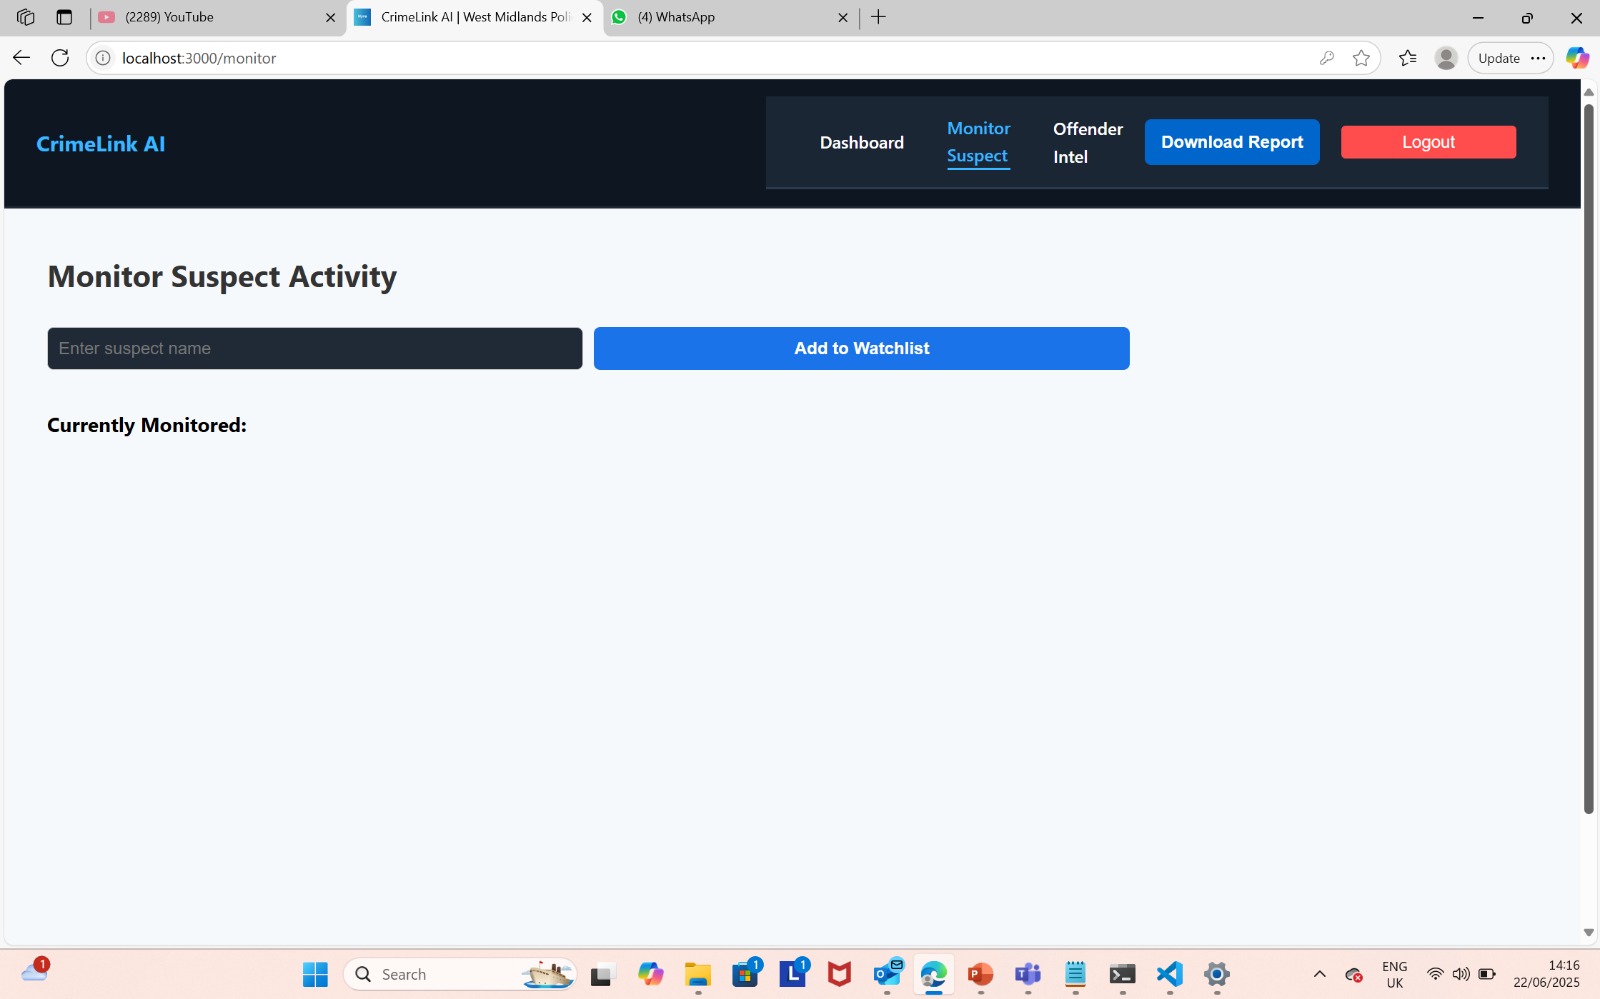 (2289) YouTube
CrimeLink AI | West Midlands Poli
(4) WhatsApp
localhost:3000/monitor
Update
CrimeLink AI
Dashboard
Monitor
Suspect
Offender
Intel
Download Report
Logout
Monitor Suspect Activity
Enter suspect name
Add to Watchlist
Currently Monitored:
1
Search
1
L
1
P
ENG
UK
14:16
22/06/2025